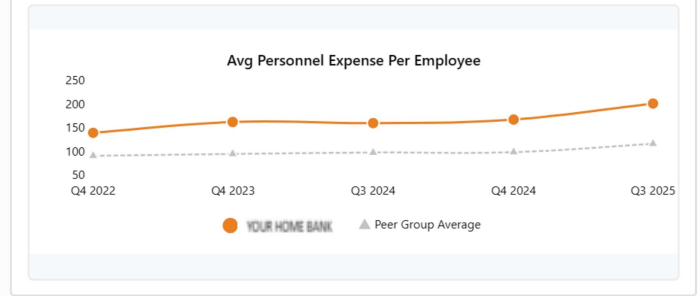 Avg Personnel Expense Per Employee
250
200
150
100
50
Q4 2022 Q4 2023 Q3 2024 Q4 2024 Q3 2025
YOUR HOME BANK Peer Group Average